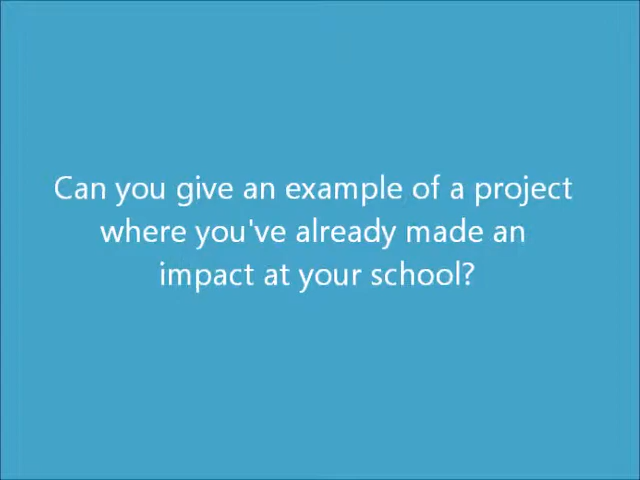 Can you give an example of a project
where you've already made an
impact at your school?